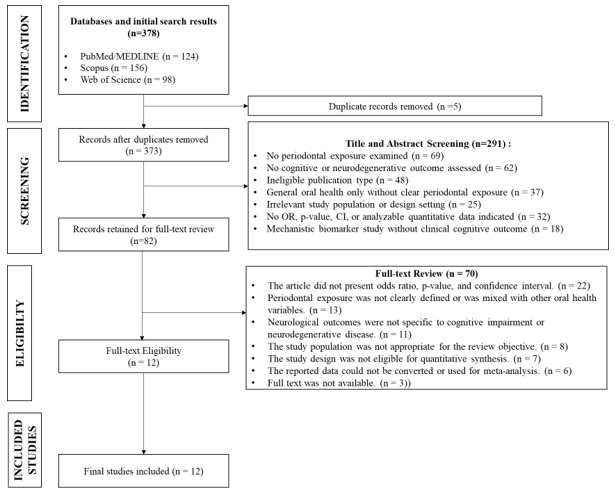 IDENTIFICATION
Databases and initial search results
(n=378)
• PubMed/MEDLINE (n = 124)
• Scopus (n = 156)
• Web of Science (n = 98)
Duplicate records removed (n =5)
SCREENING
Records after duplicates removed
(n = 373)
Title and Abstract Screening (n=291) :
• No periodontal exposure examined (n = 69)
• No cognitive or neurodegenerative outcome assessed (n = 62)
• Ineligible publication type (n = 48)
• General oral health only without clear periodontal exposure (n = 37)
• Irrelevant study population or design setting (n = 25)
• No OR, p-value, CI, or analyzable quantitative data indicated (n = 32)
• Mechanistic biomarker study without clinical cognitive outcome (n = 18)
Records retained for full-text review
(n=82)
ELIGIBILTY
Full-text Review (n = 70)
• The article did not present odds ratio, p-value, and confidence interval. (n = 22)
• Periodontal exposure was not clearly defined or was mixed with other oral health
variables. (n = 13)
• Neurological outcomes were not specific to cognitive impairment or
neurodegenerative disease. (n = 11)
• The study population was not appropriate for the review objective. (n = 8)
• The study design was not eligible for quantitative synthesis. (n = 7)
• The reported data could not be converted or used for meta-analysis. (n = 6)
• Full text was not available. (n = 3))
Full-text Eligibility
(n = 12)
INCLUDED
STUDIES
Final studies included (n = 12)